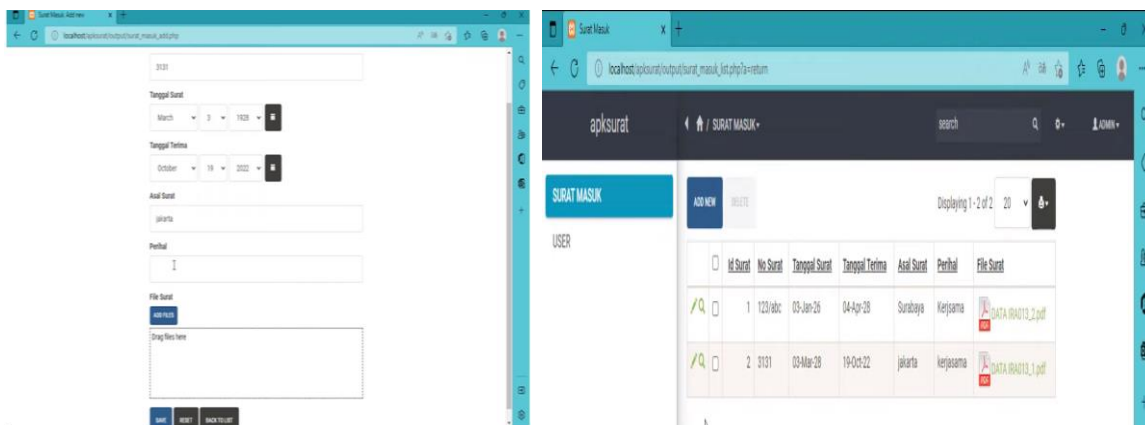 Surat Masuk, Add new
localhost/apksurat/output/surat_masuk_add.php
3131
Tanggal Surat
March 3 1928
Tanggal Terima
October 19 2022
Asal Surat
jakarta
Perihal
File Surat
ADD FILES
Drag files here
SAVE RESET BACK TO LIST
Surat Masuk
localhost/apksurat/output/surat_masuk_list.php?a=return
apksurat
/ SURAT MASUK
search
ADMIN
SURAT MASUK
USER
ADD NEW DELETE
Displaying 1 - 2 of 2 20
Id Surat No Surat Tanggal Surat Tanggal Terima Asal Surat Perihal File Surat
1 123/abc 03-Jan-26 04-Apr-28 Surabaya Kerjsama PDF DATA IRA013_2.pdf
2 3131 03-Mar-28 19-Oct-22 jakarta kerjasama PDF DATA IRA013_1.pdf